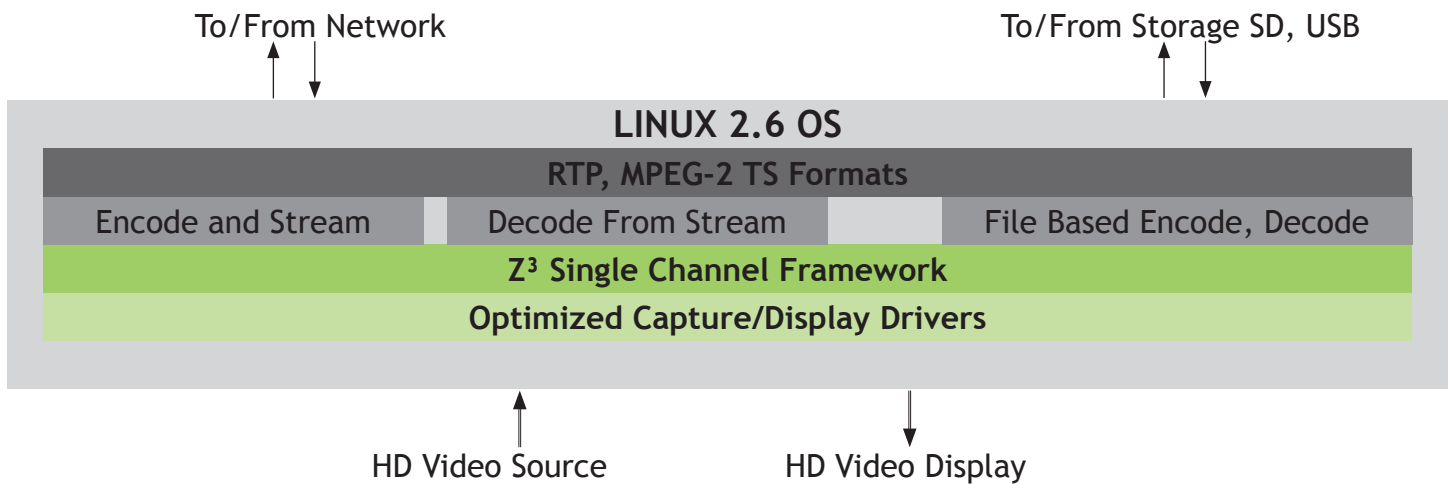 To/From Network
To/From Storage SD, USB
LINUX 2.6 OS
RTP, MPEG-2 TS Formats
Encode and Stream
Decode From Stream
File Based Encode, Decode
Z³ Single Channel Framework
Optimized Capture/Display Drivers
HD Video Source
HD Video Display